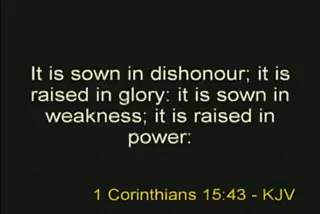 It is sown in dishonour; it is
raised in glory: it is sown in
weakness; it is raised in
power:
1 Corinthians 15:43 - KJV